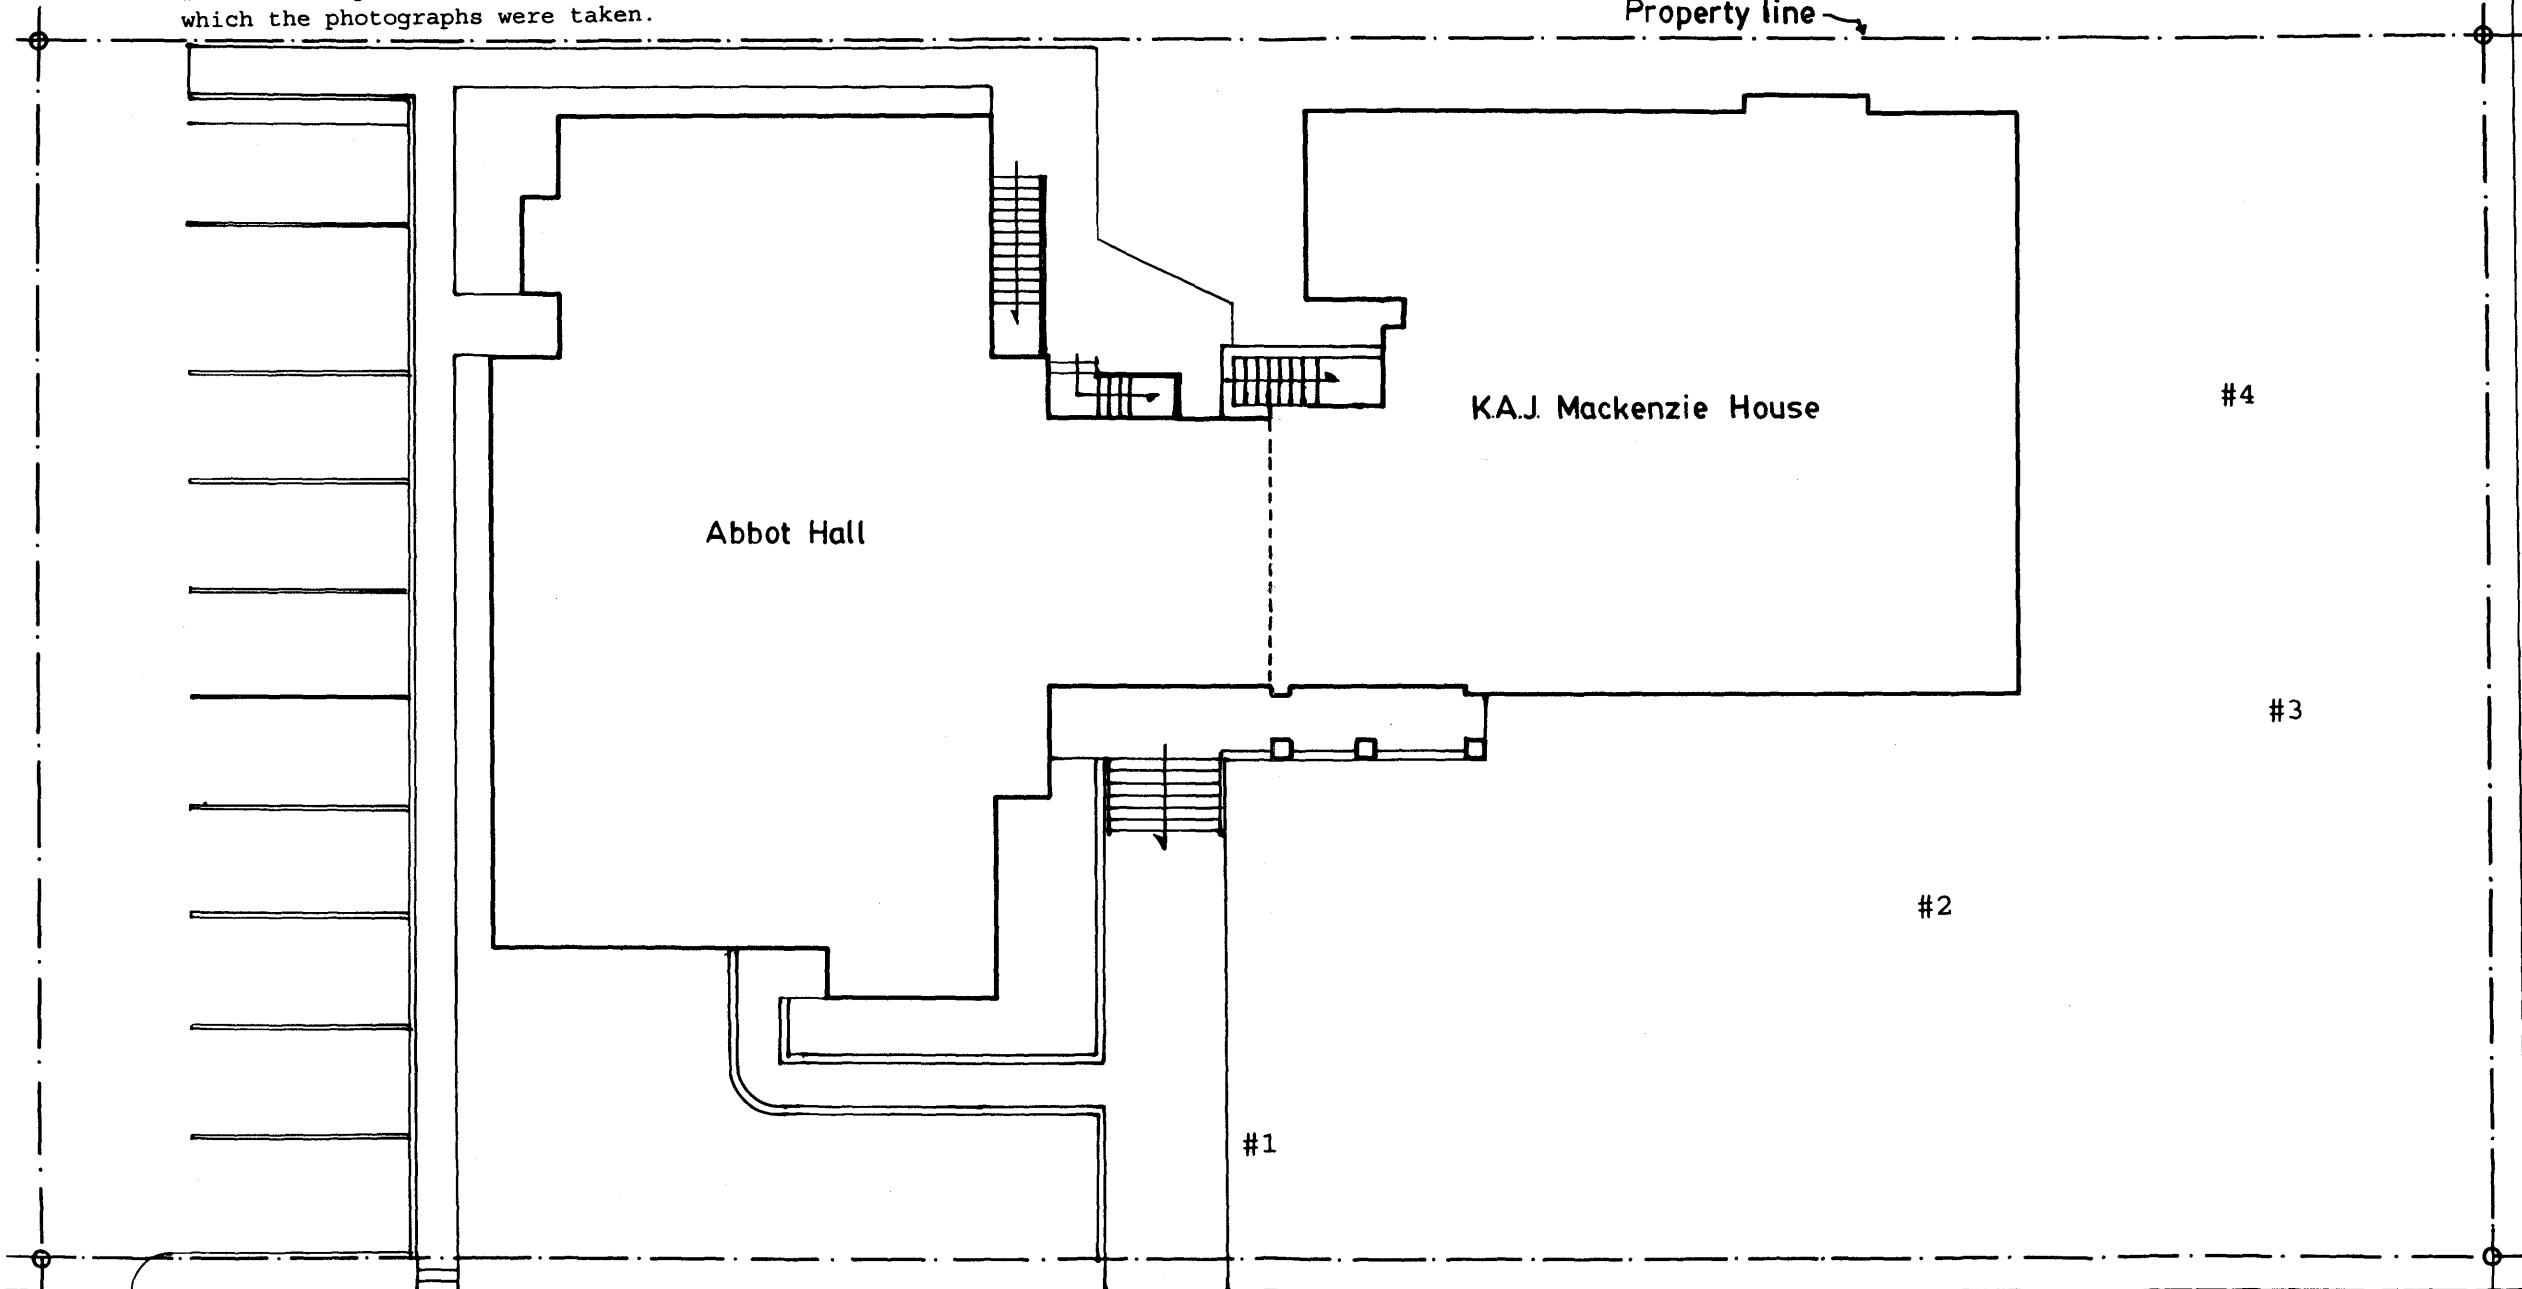 which the photographs were taken.
Property line
#4
K.A.J. Mackenzie House
Abbot Hall
#3
#2
#1